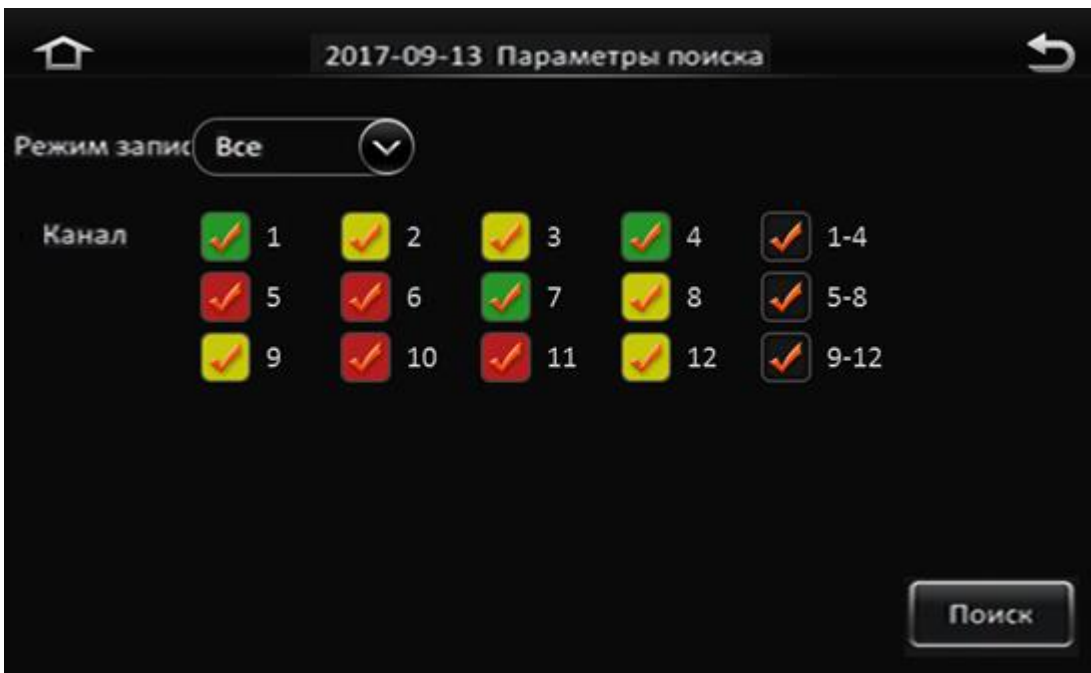 2017-09-13 Параметры поиска
Режим запис Все
Канал 1 2 3 4 1-4
5 6 7 8 5-8
9 10 11 12 9-12
Поиск